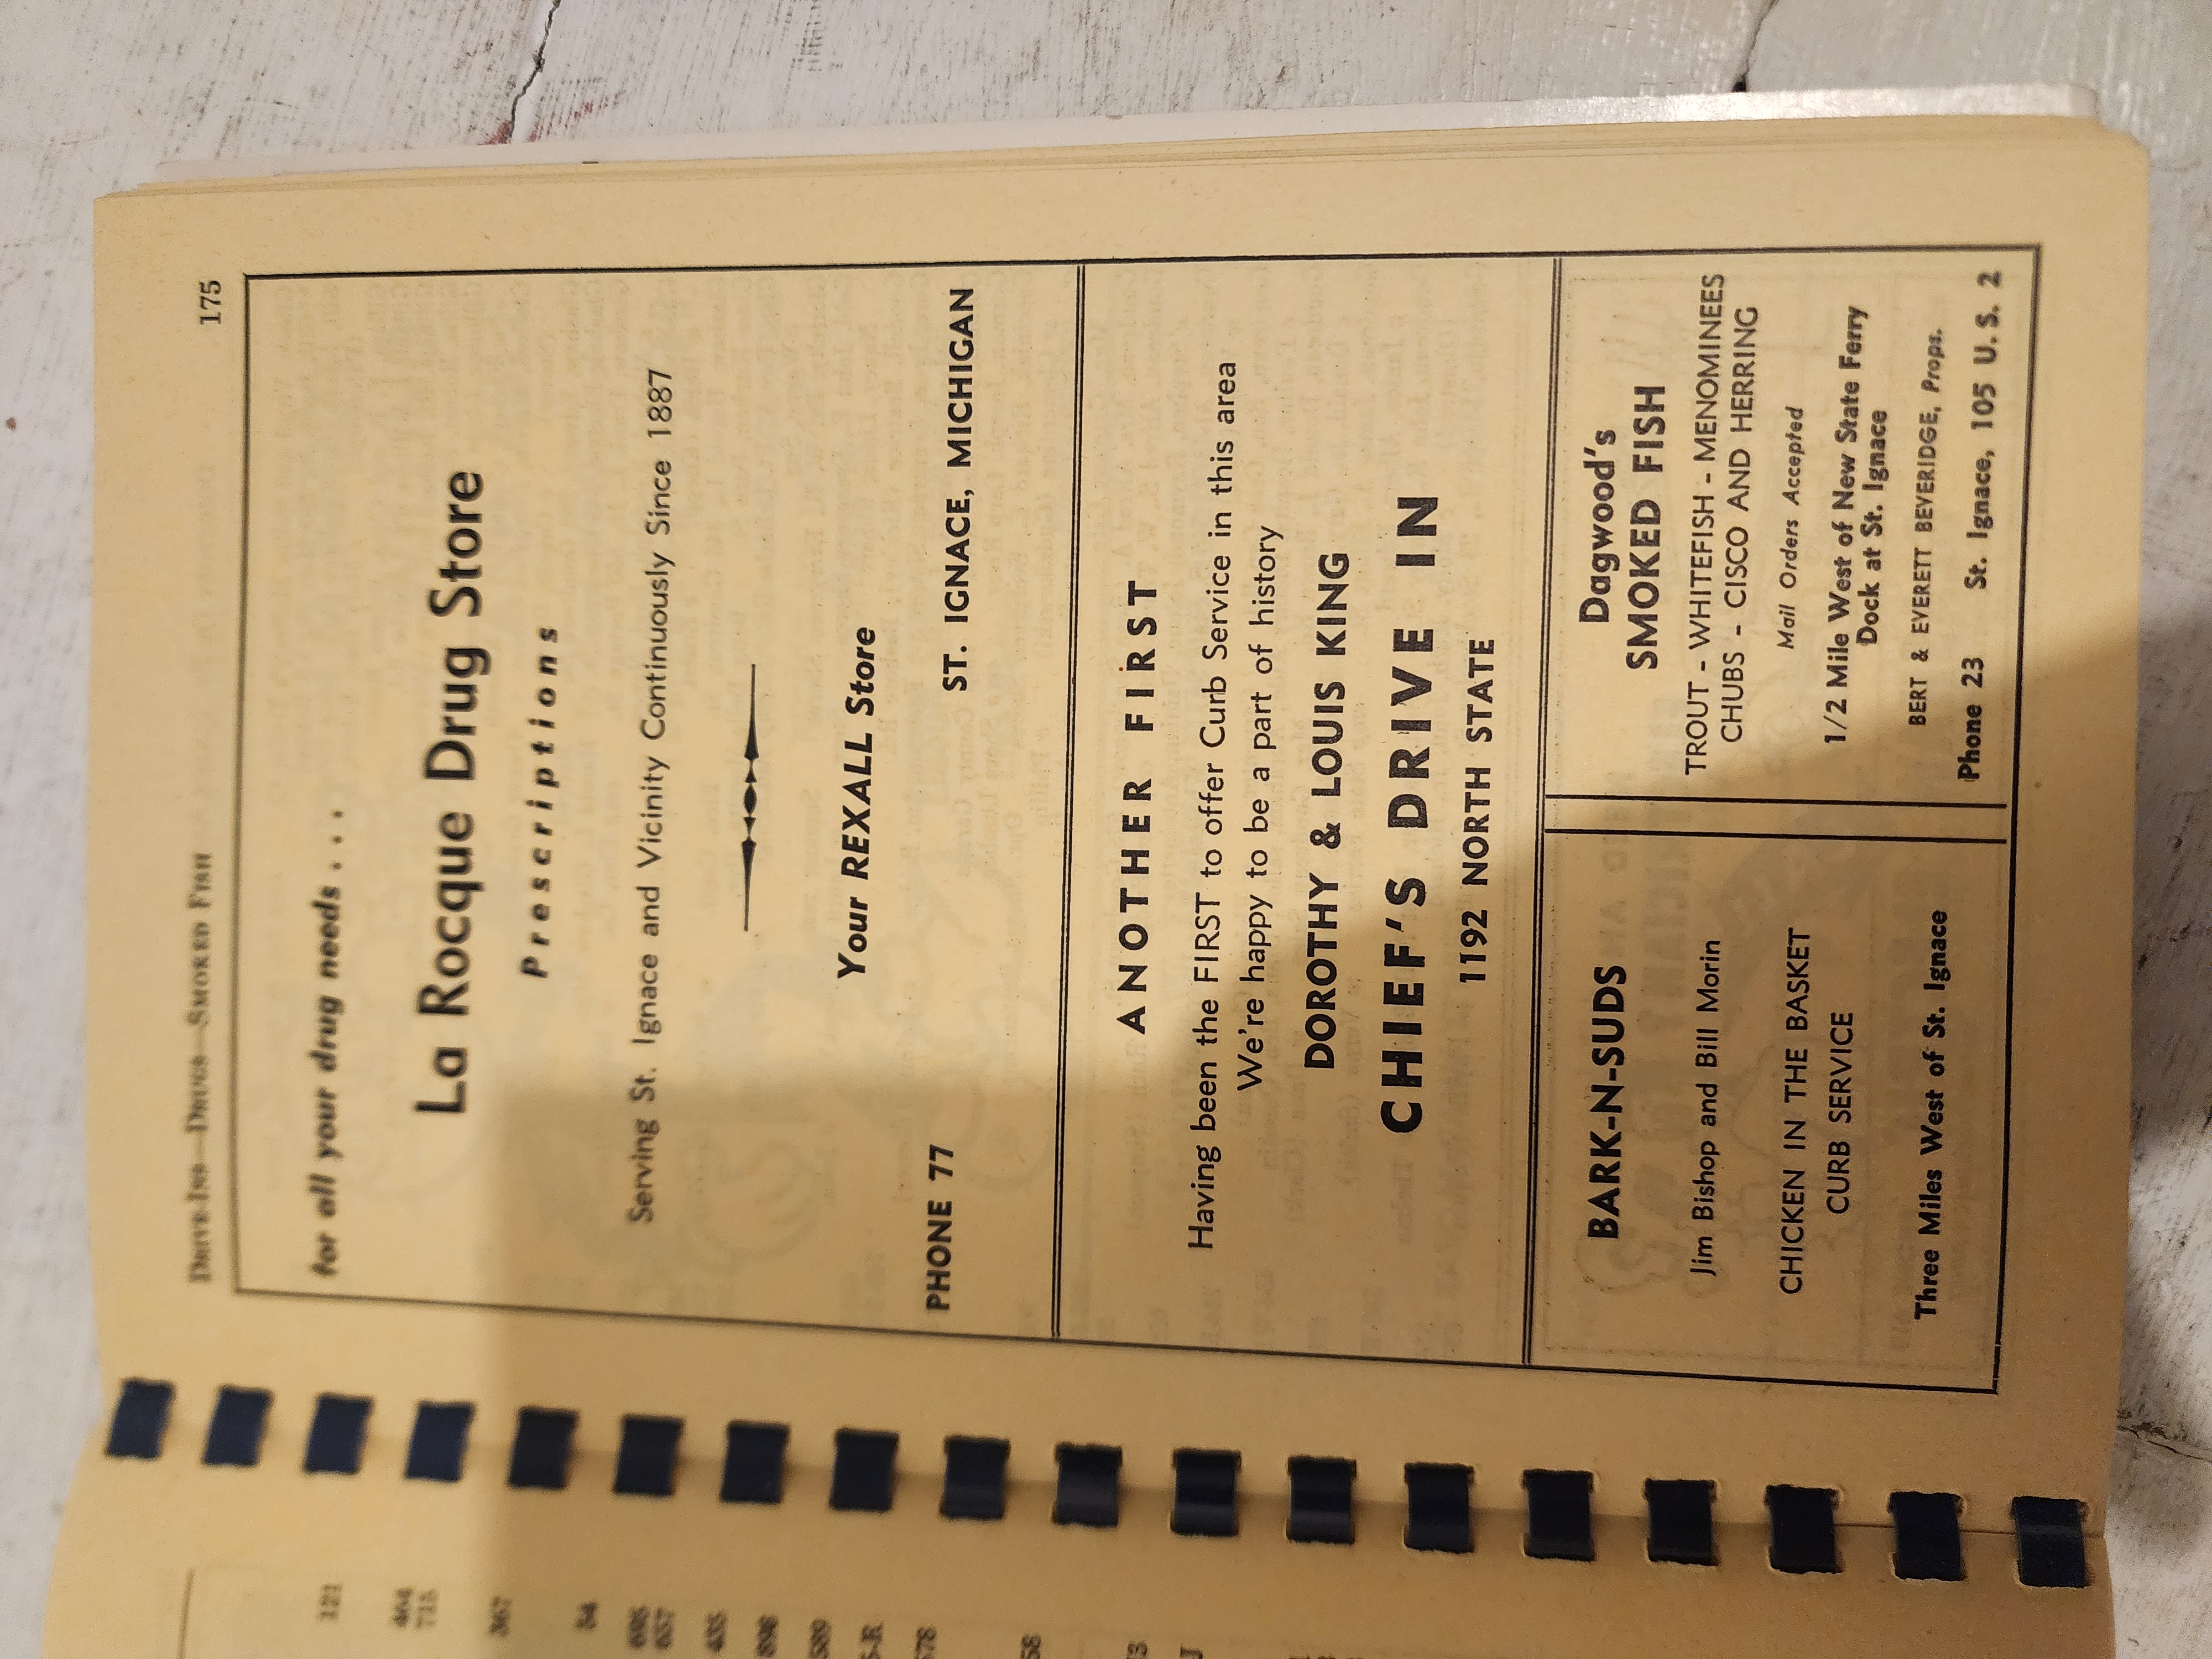 DRIVE-INS—DRUGS—SMOKED FISH 175
for all your drug needs . . . .
La Rocque Drug Store
Prescriptions
Serving St. Ignace and Vicinity Continuously Since 1887
Your REXALL Store
PHONE 77 ST. IGNACE, MICHIGAN
ANOTHER FIRST
Having been the FIRST to offer Curb Service in this area
We're happy to be a part of history
DOROTHY & LOUIS KING
CHIEF'S DRIVE IN
1192 NORTH STATE
BARK-N-SUDS
Jim Bishop and Bill Morin
CHICKEN IN THE BASKET
CURB SERVICE
Three Miles West of St. Ignace
Dagwood's
SMOKED FISH
TROUT - WHITEFISH - MENOMINEES
CHUBS - CISCO AND HERRING
Mail Orders Accepted
1/2 Mile West of New State Ferry
Dock at St. Ignace
BERT & EVERETT BEVERIDGE, Props.
Phone 23 St. Ignace, 105 U. S. 2